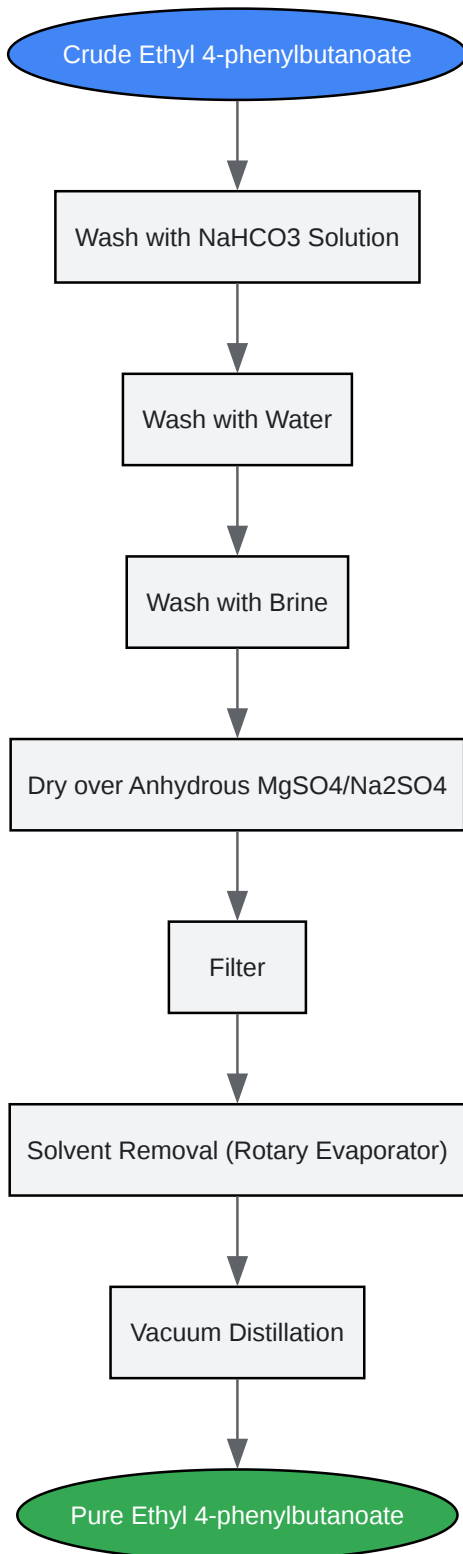 Crude Ethyl 4-phenylbutanoate
Wash with NaHCO3 Solution
Wash with Water
Wash with Brine
Dry over Anhydrous MgSO4/Na2SO4
Filter
Solvent Removal (Rotary Evaporator)
Vacuum Distillation
Pure Ethyl 4-phenylbutanoate